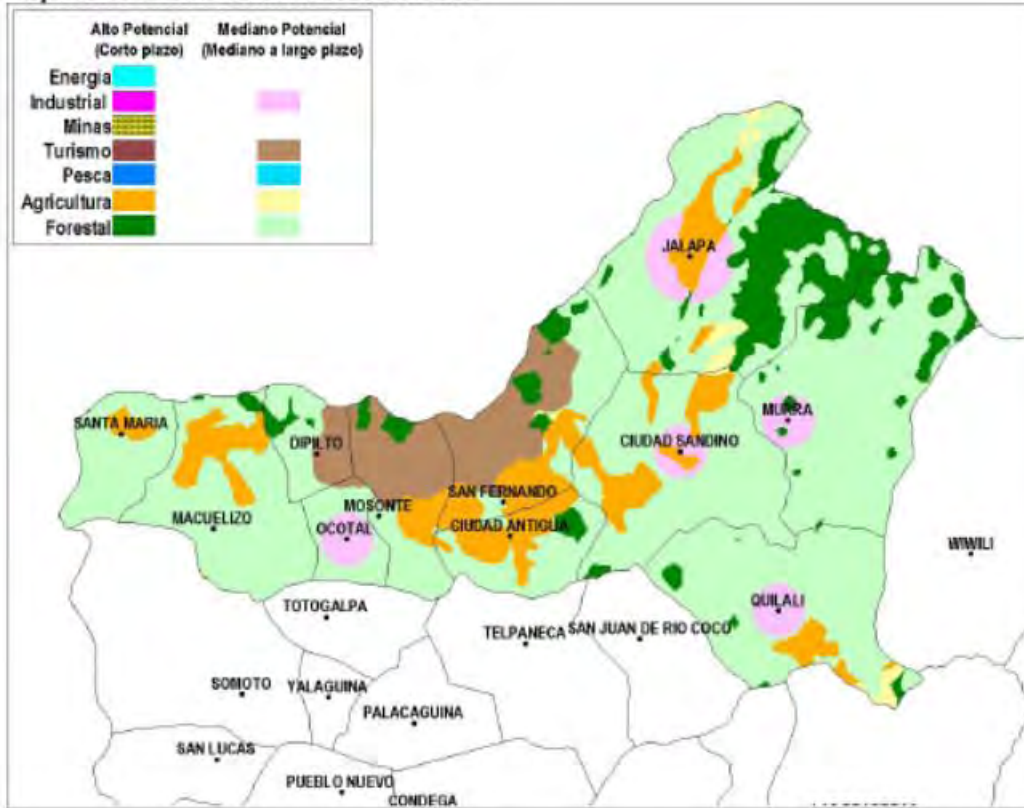 Alto Potencial Mediano Potencial
(Corto plazo) (Mediano a largo plazo)
Energia
Industrial
Minas
Turismo
Pesca
Agricultura
Forestal
JALAPA
SANTA MARIA
MURRA
DIPILTO
CIUDAD SANDINO
SAN FERNANDO
MOSONTE
MACUELIZO
OCOTAL
CIUDAD ANTIGUA
WIWILI
QUILALI
TOTOGALPA
TELPANECA
SAN JUAN DE RIO COCO
SOMOTO
YALAGUINA
PALACAGUINA
SAN LUCAS
PUEBLO NUEVO
CONDEGA